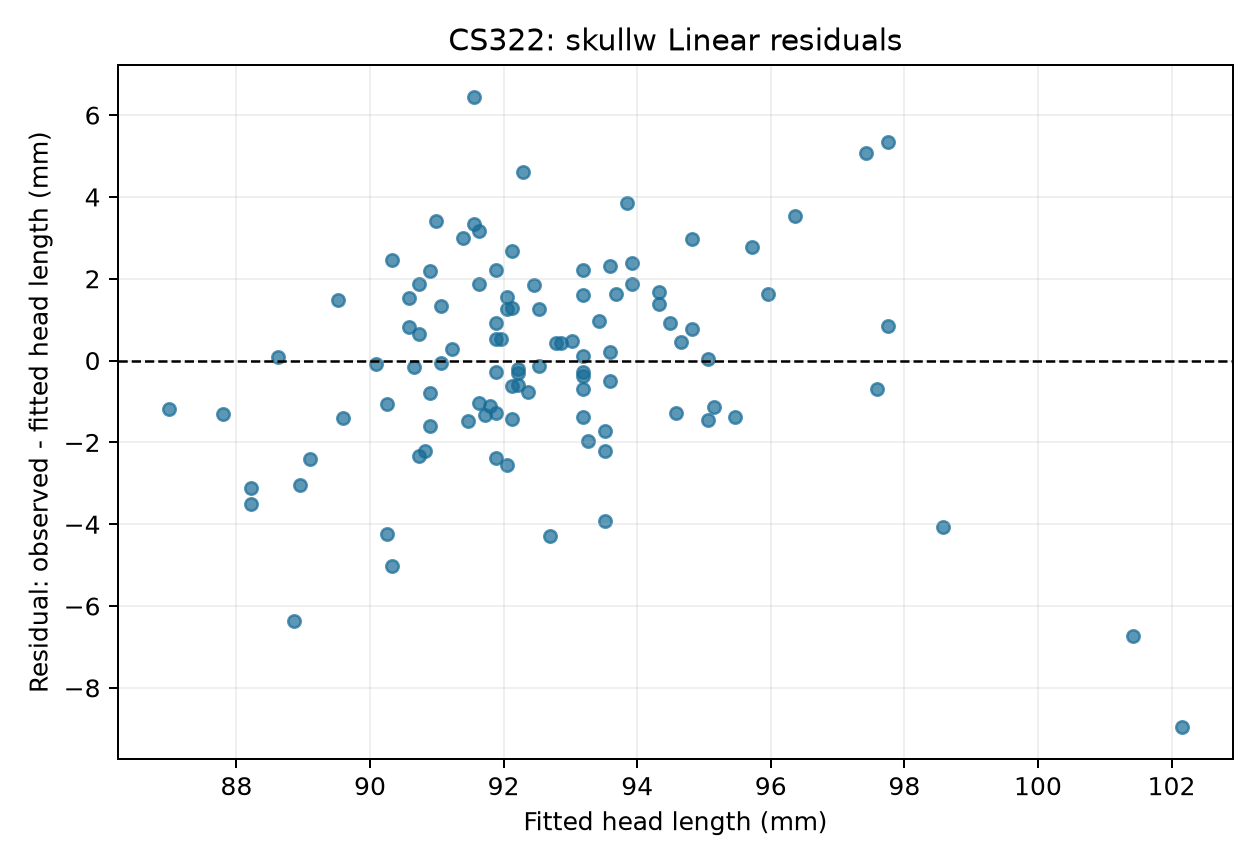 CS322: skullw Linear residuals
Residual: observed - fitted head length (mm)
6
4
2
0
−2
−4
−6
−8
88 90 92 94 96 98 100 102
Fitted head length (mm)